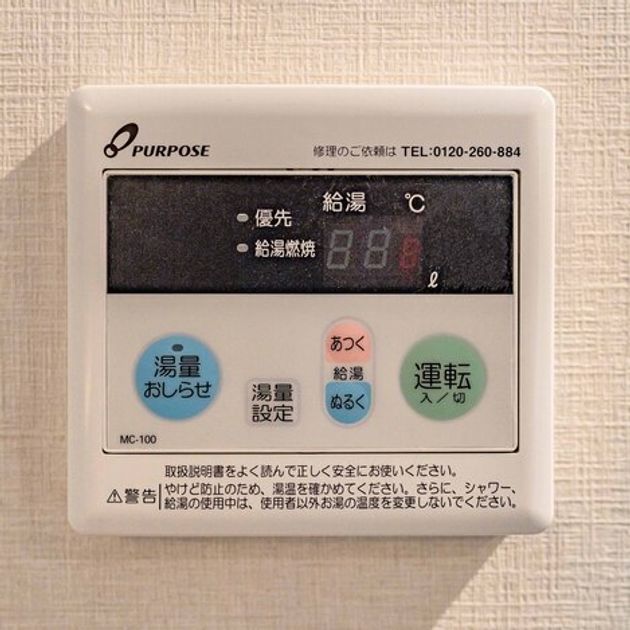 PURPOSE
修理のご依頼は TEL:0120-260-884
給湯 ℃
優先
給湯燃焼
888
ℓ
湯量
おしらせ
湯量
設定
あつく
給湯
ぬるく
運転
入/切
MC-100
取扱説明書をよく読んで正しく安全にお使いください。
⚠警告 やけど防止のため、湯温を確かめてください。さらに、シャワー、
給湯の使用中は、使用者以外お湯の温度を変更しないでください。